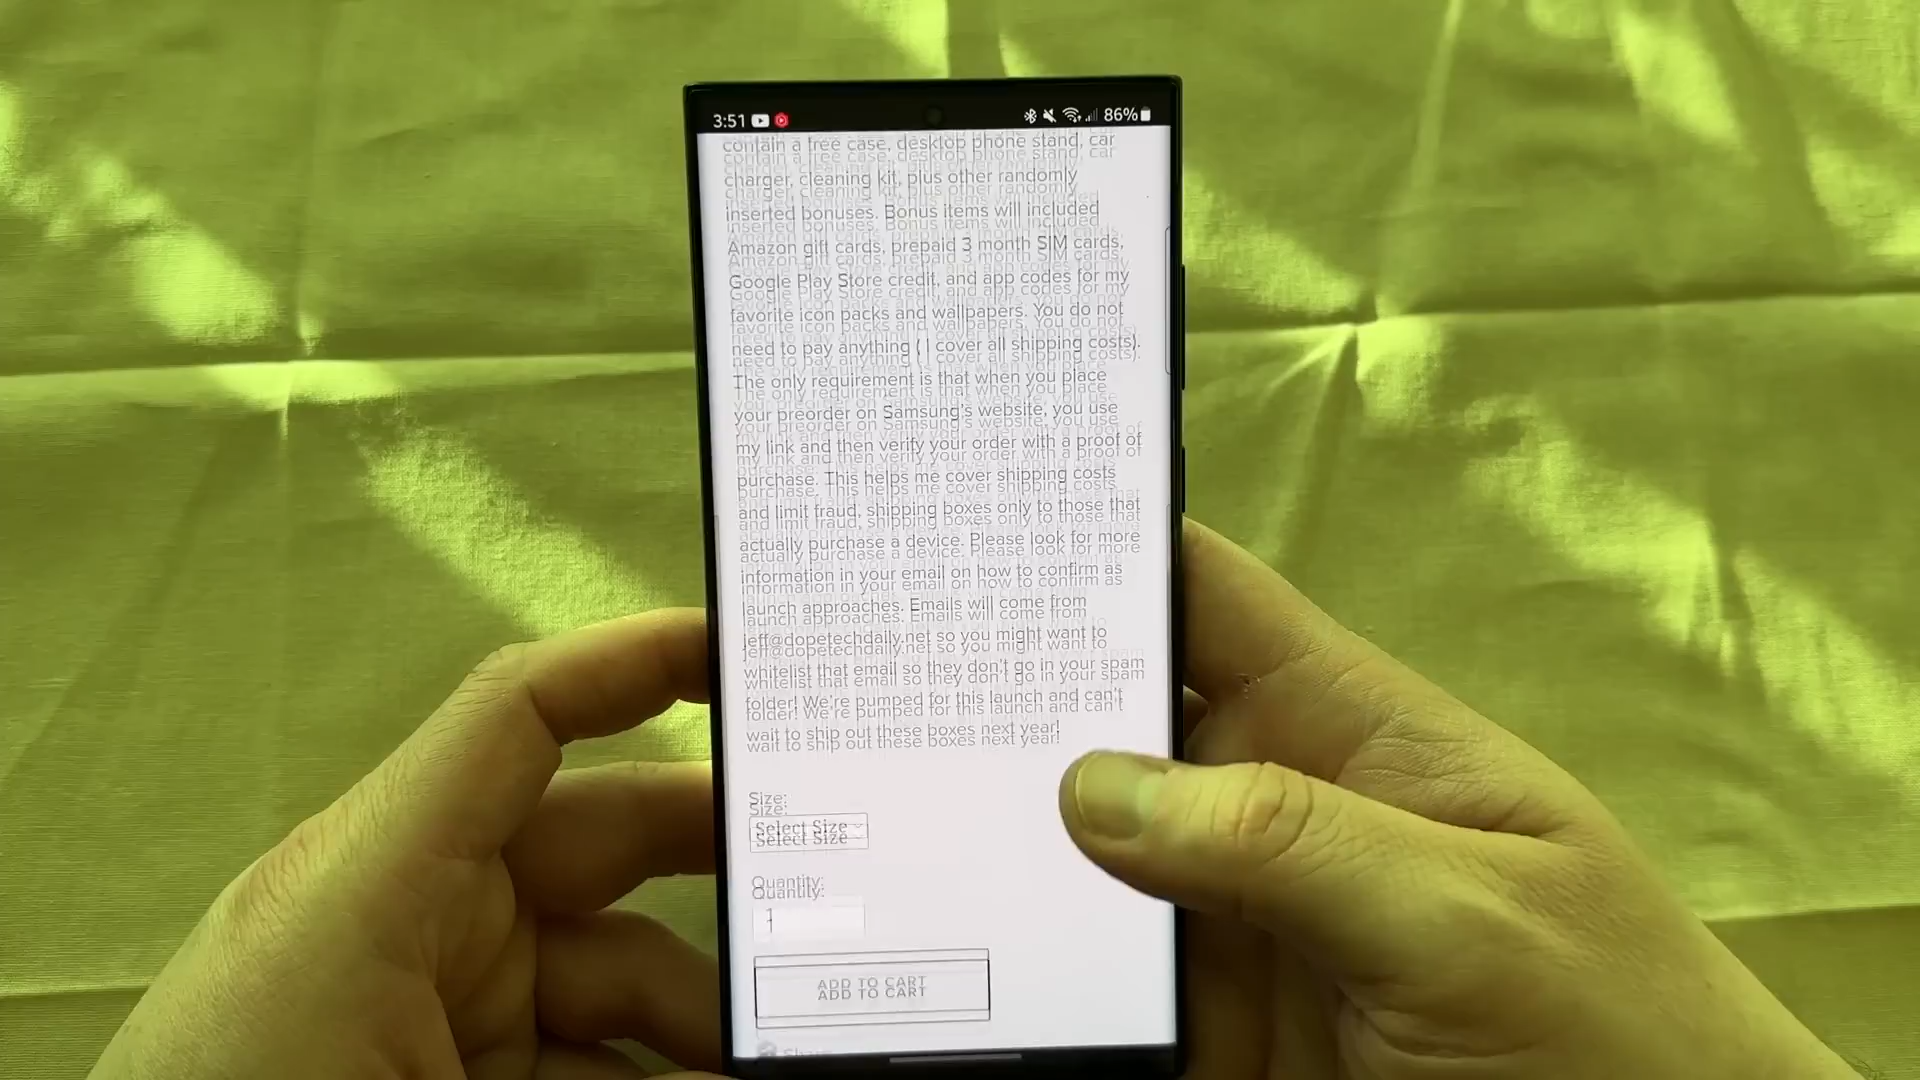 3:51 86%
contain a free case, desktop phone stand, car
charger, cleaning kit, plus other randomly
inserted bonuses. Bonus items will included
Amazon gift cards, prepaid 3 month SIM cards,
Google Play Store credit, and app codes for my
favorite icon packs and wallpapers. You do not
need to pay anything ( I cover all shipping costs).
The only requirement is that when you place
your preorder on Samsung's website, you use
my link and then verify your order with a proof of
purchase. This helps me cover shipping costs
and limit fraud, shipping boxes only to those that
actually purchase a device. Please look for more
information in your email on how to confirm as
launch approaches. Emails will come from
jeff@dopetechdaily.net so you might want to
whitelist that email so they don't go in your spam
folder! We're pumped for this launch and can't
wait to ship out these boxes next year!
Size:
Select Size
Quantity:
1
ADD TO CART